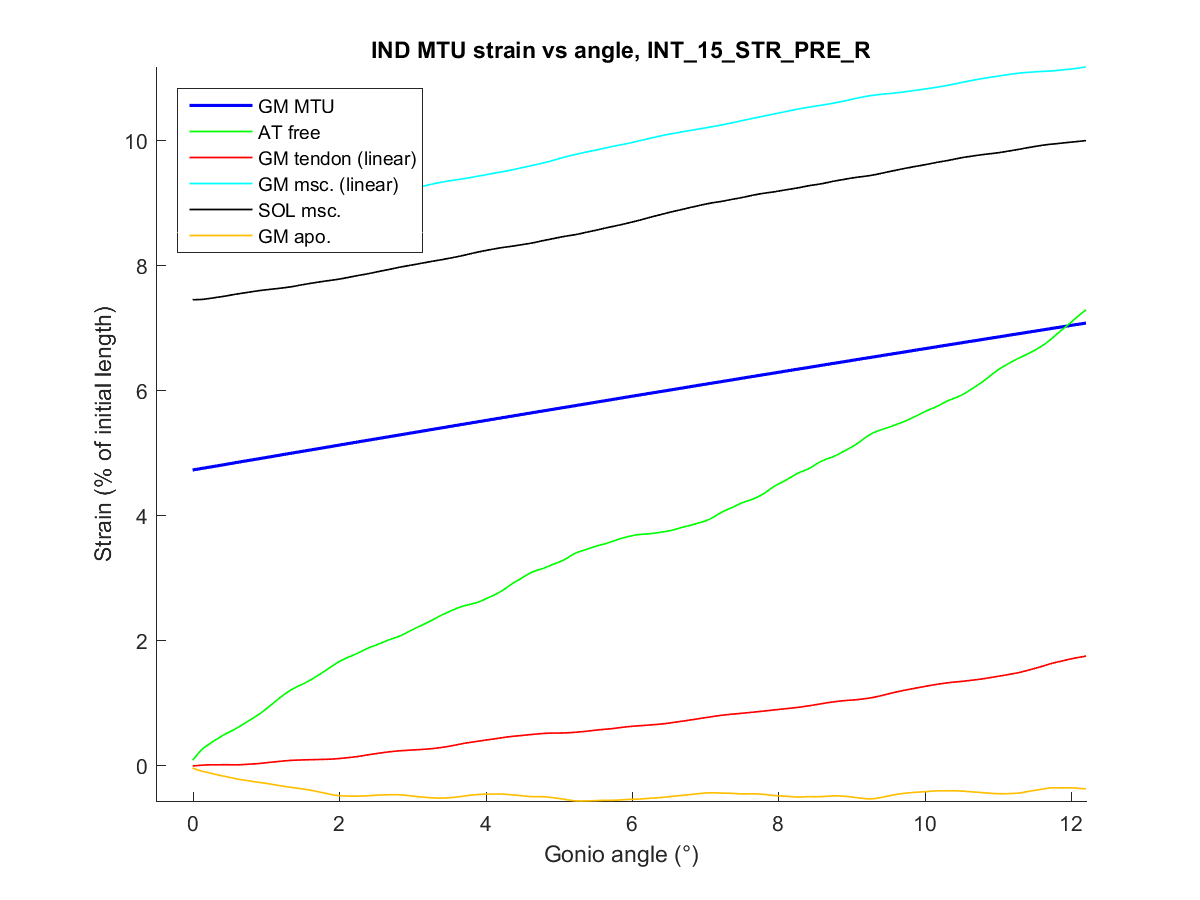 IND MTU strain vs angle, INT_15_STR_PRE_R
GM MTU
AT free
GM tendon (linear)
GM msc. (linear)
SOL msc.
GM apo.
Strain (% of initial length)
10
8
6
4
2
0
0 2 4 6 8 10 12
Gonio angle (°)